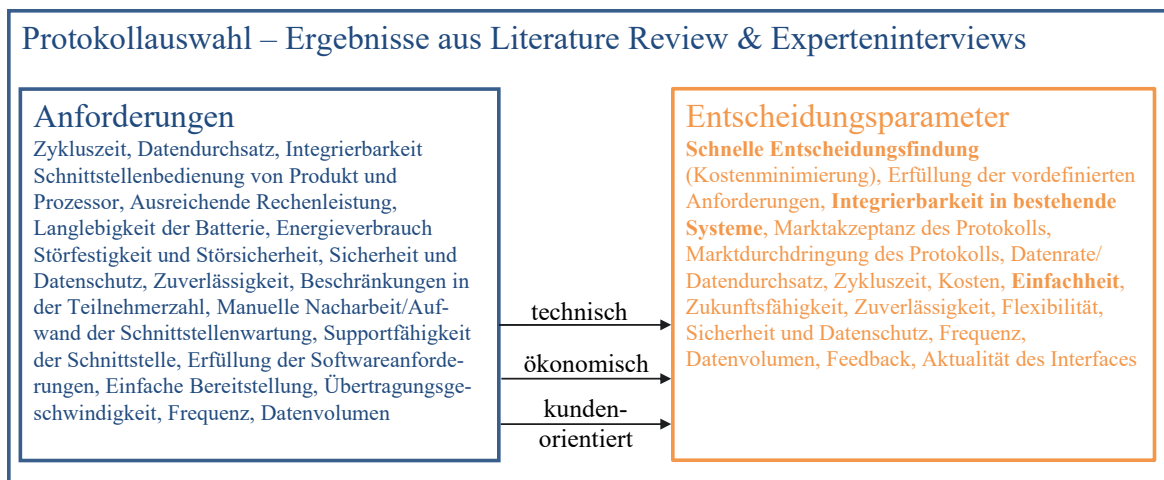 Protokollauswahl – Ergebnisse aus Literature Review & Experteninterviews
Anforderungen
Zykluszeit, Datendurchsatz, Integrierbarkeit
Schnittstellenbedienung von Produkt und
Prozessor, Ausreichende Rechenleistung,
Langlebigkeit der Batterie, Energieverbrauch
Störfestigkeit und Störsicherheit, Sicherheit und
Datenschutz, Zuverlässigkeit, Beschränkungen in
der Teilnehmerzahl, Manuelle Nacharbeit/Auf-
wand der Schnittstellenwartung, Supportfähigkeit
der Schnittstelle, Erfüllung der Softwareanforde-
rungen, Einfache Bereitstellung, Übertragungsge-
schwindigkeit, Frequenz, Datenvolumen
technisch
ökonomisch
kunden-
orientiert
Entscheidungsparameter
Schnelle Entscheidungsfindung
(Kostenminimierung), Erfüllung der vordefinierten
Anforderungen, Integrierbarkeit in bestehende
Systeme, Marktakzeptanz des Protokolls,
Marktdurchdringung des Protokolls, Datenrate/
Datendurchsatz, Zykluszeit, Kosten, Einfachheit,
Zukunftsfähigkeit, Zuverlässigkeit, Flexibilität,
Sicherheit und Datenschutz, Frequenz,
Datenvolumen, Feedback, Aktualität des Interfaces